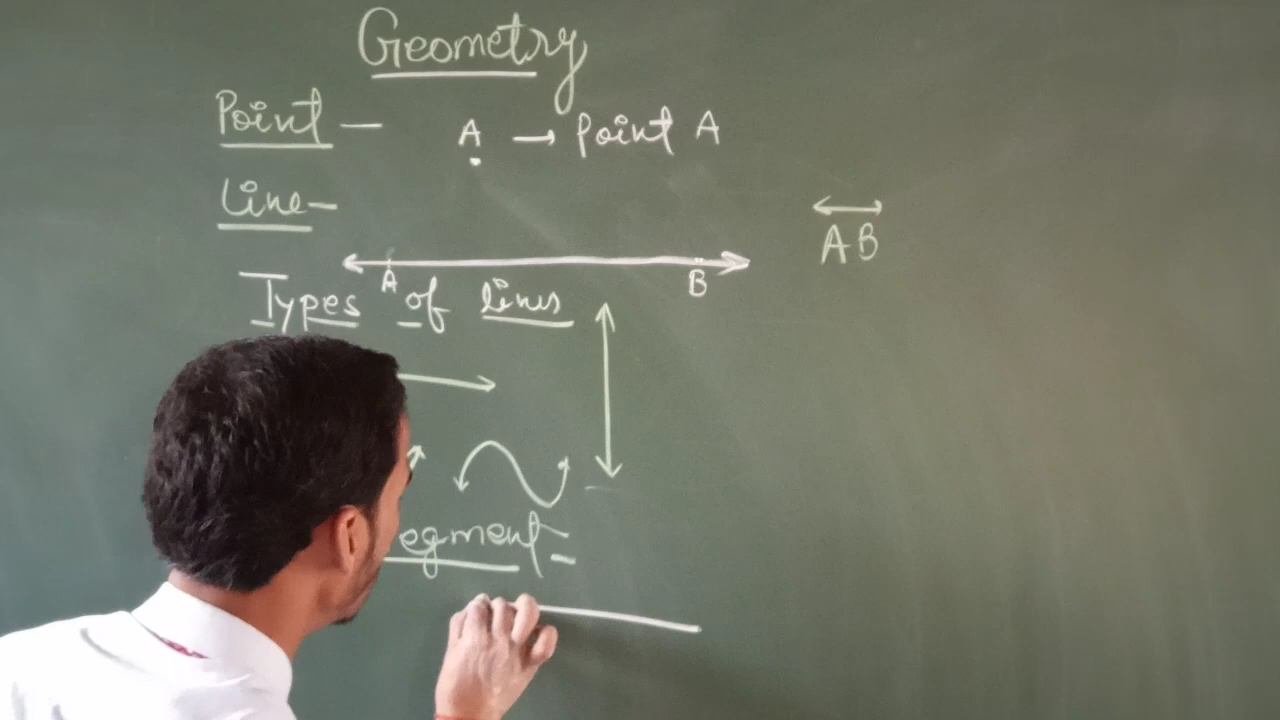 Geometry
Point – A → Point A
Line –
A B
AB
Types of lines
egment =